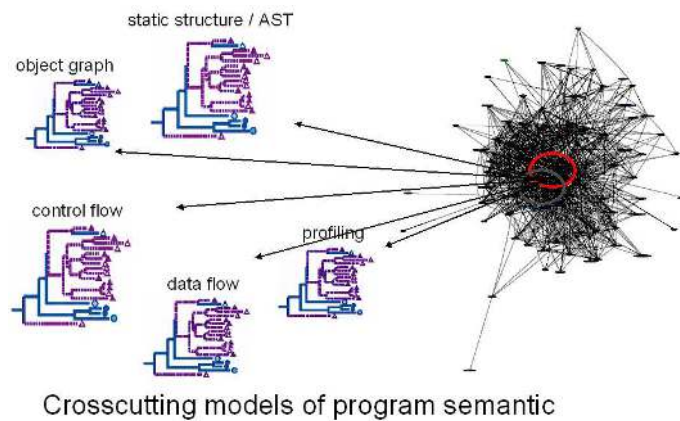 static structure / AST
object graph
control flow
profiling
data flow
Crosscutting models of program semantic